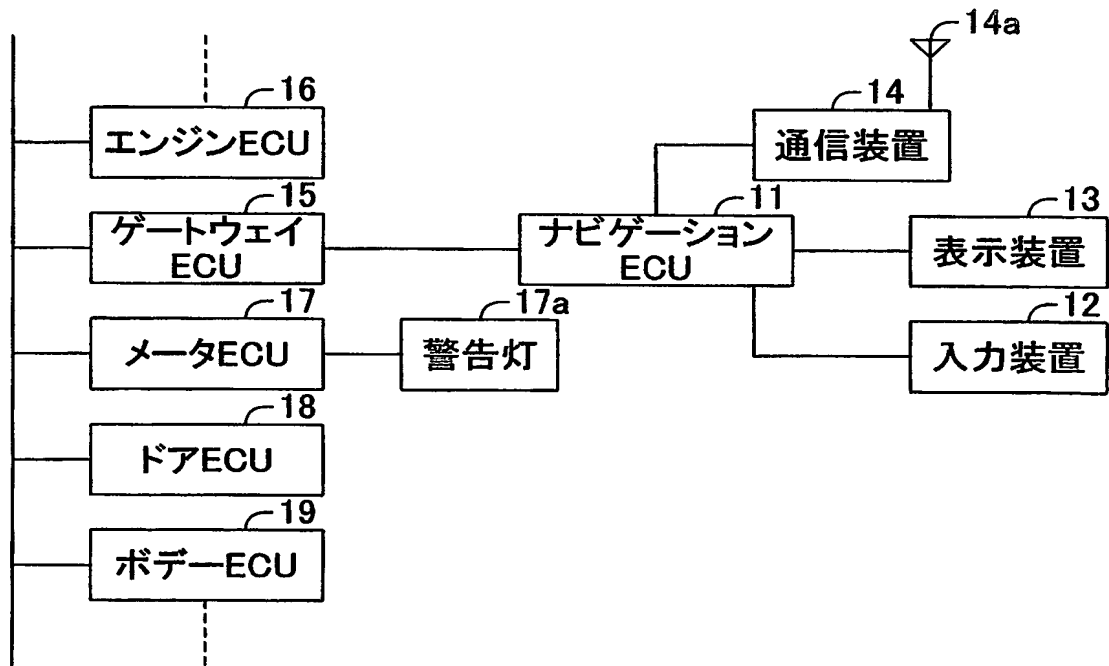 14a
16
エンジンECU
14
通信装置
15
ゲートウェイ
ECU
11
ナビゲーション
ECU
13
表示装置
17
メータECU
17a
警告灯
12
入力装置
18
ドアECU
19
ボデーECU